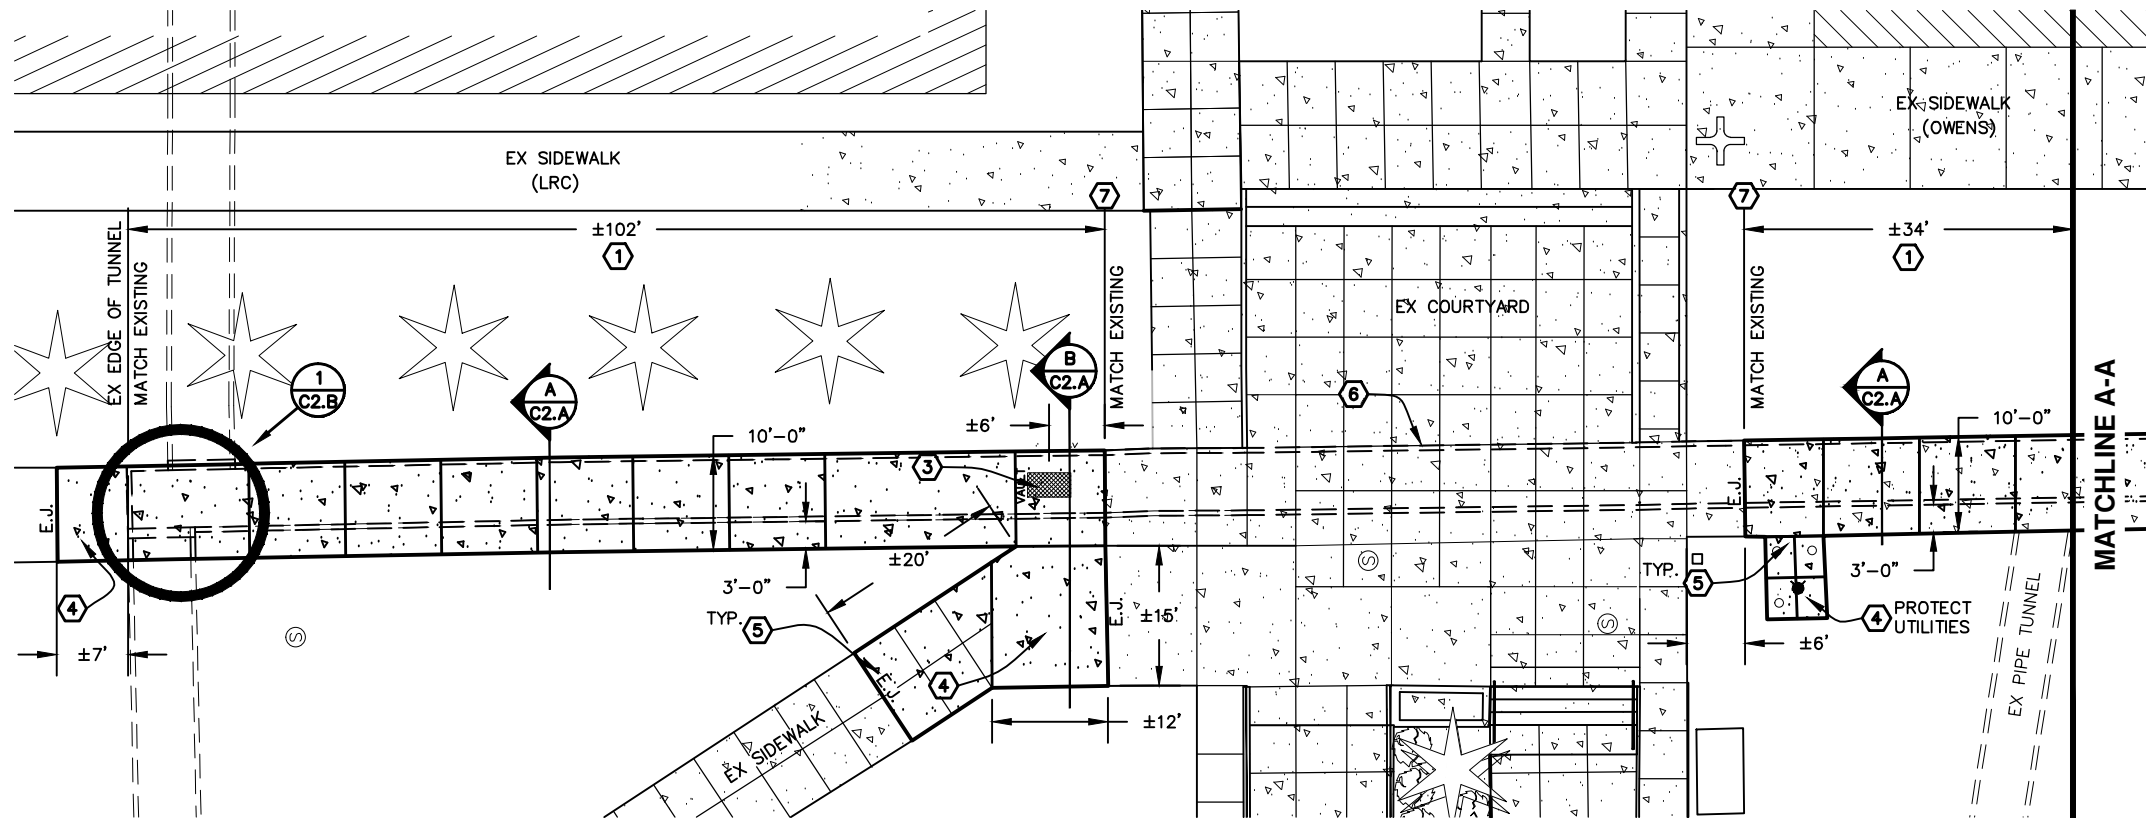 EX SIDEWALK
(LRC)
EX SIDEWALK
(OWENS)
7
7
±102'
1
±34'
1
EX EDGE OF TUNNEL
MATCH EXISTING
MATCH EXISTING
MATCH EXISTING
EX COURTYARD
1
C2.B
A
C2.A
B
C2.A
6
A
C2.A
MATCHLINE A-A
±6'
10'-0"
10'-0"
3
E.J.
E.J.
±20'
3'-0"
TYP.
5
4
±7'
S
E.J.
4
E.J.
±15'
±12'
EX SIDEWALK
S
S
TYP.
5
3'-0"
4
PROTECT
UTILITIES
±6'
EX PIPE TUNNEL